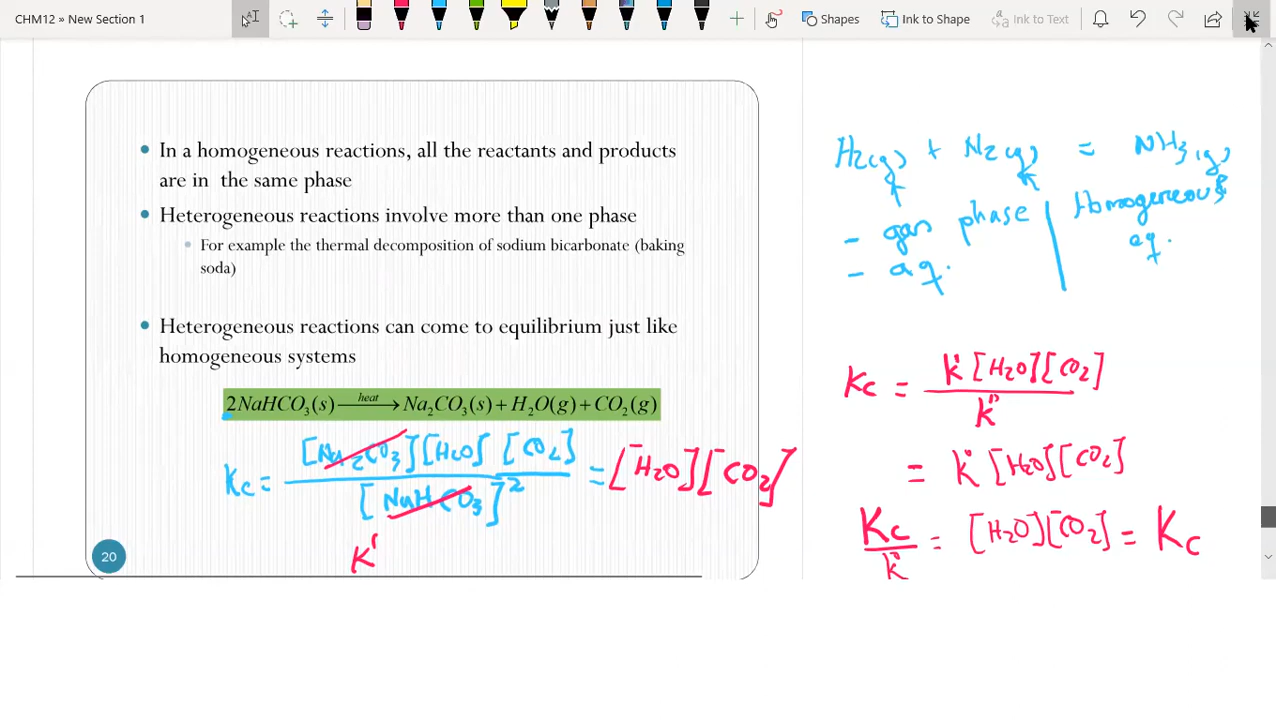 CHM12 » New Section 1
Shapes
Ink to Shape
Ink to Text
• In a homogeneous reactions, all the reactants and products
are in the same phase
• Heterogeneous reactions involve more than one phase
• For example the thermal decomposition of sodium bicarbonate (baking
soda)
• Heterogeneous reactions can come to equilibrium just like
homogeneous systems
2NaHCO₃(s) —heat→ Na₂CO₃(s) + H₂O(g) + CO₂(g)
Kc = [Na₂CO₃][H₂O] [CO₂] / [NaHCO₃]² = [H₂O][CO₂]
K'
20
H₂(g) + N₂(g) = NH₃(g)
- gas phase | Homogeneous
- aq. eq.
Kc = K'[H₂O][CO₂] / K''
= K''[H₂O][CO₂]
Kc / K'' = [H₂O][CO₂] = Kc